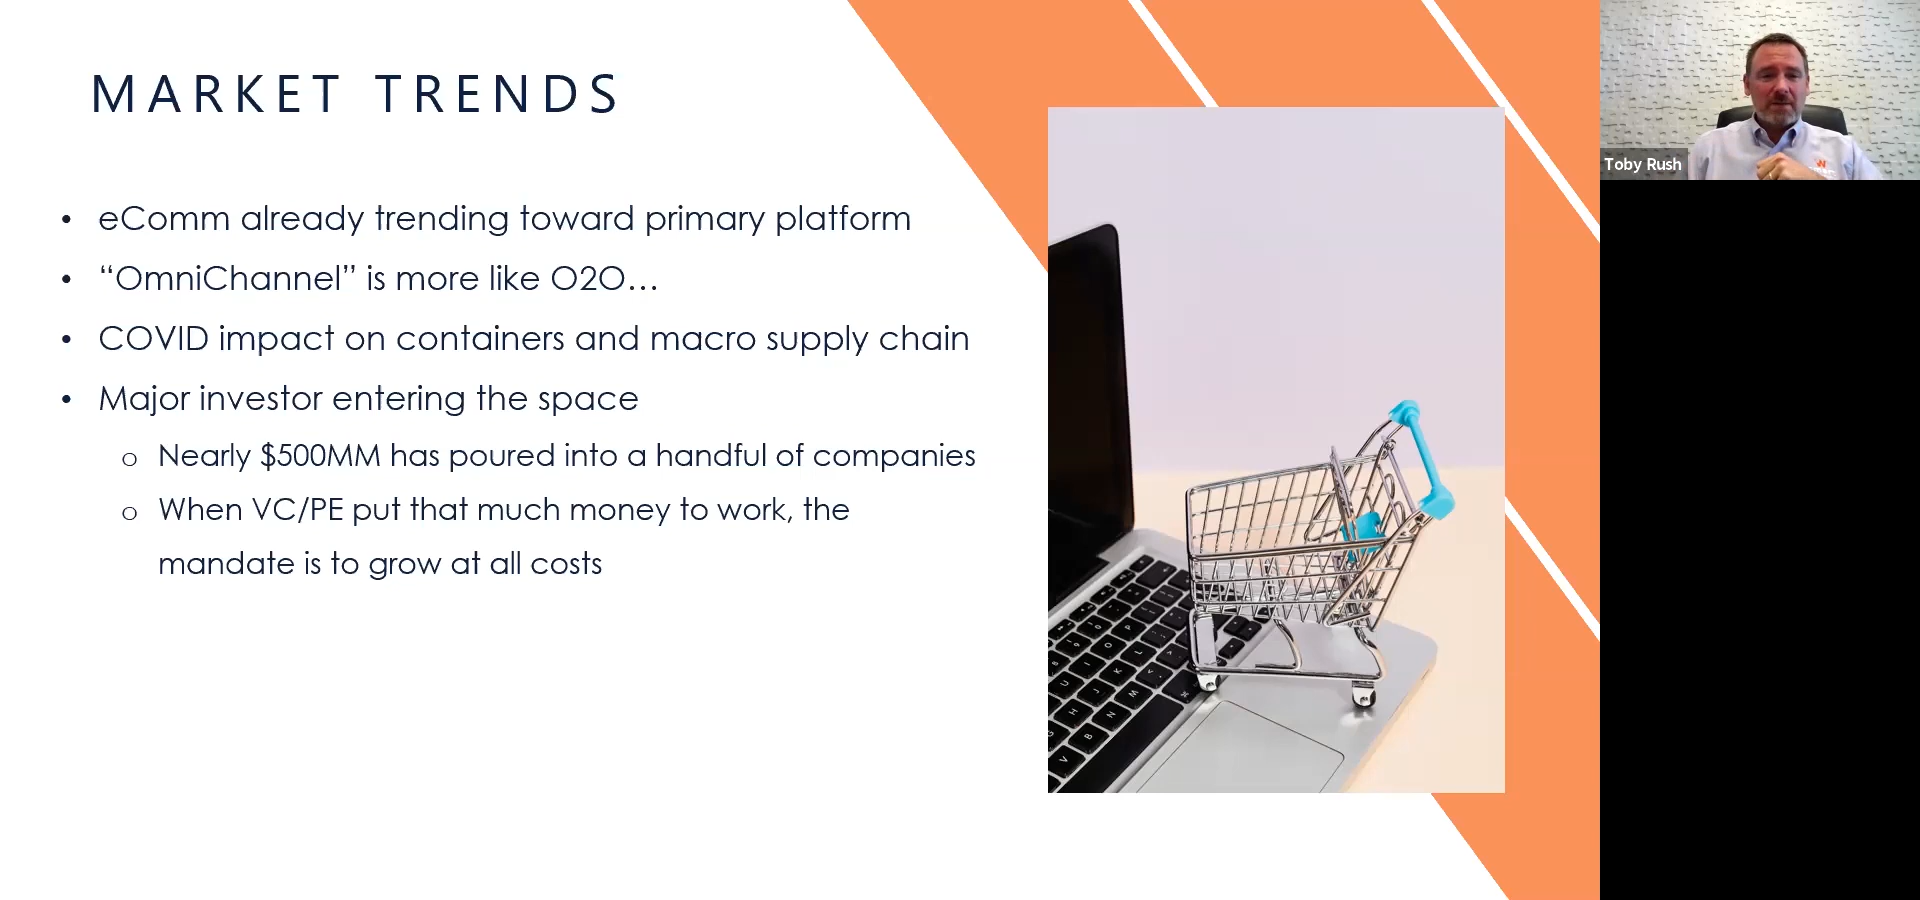 MARKET TRENDS
• eComm already trending toward primary platform
• “OmniChannel” is more like O2O…
• COVID impact on containers and macro supply chain
• Major investor entering the space
o Nearly $500MM has poured into a handful of companies
o When VC/PE put that much money to work, the
mandate is to grow at all costs
Toby Rush